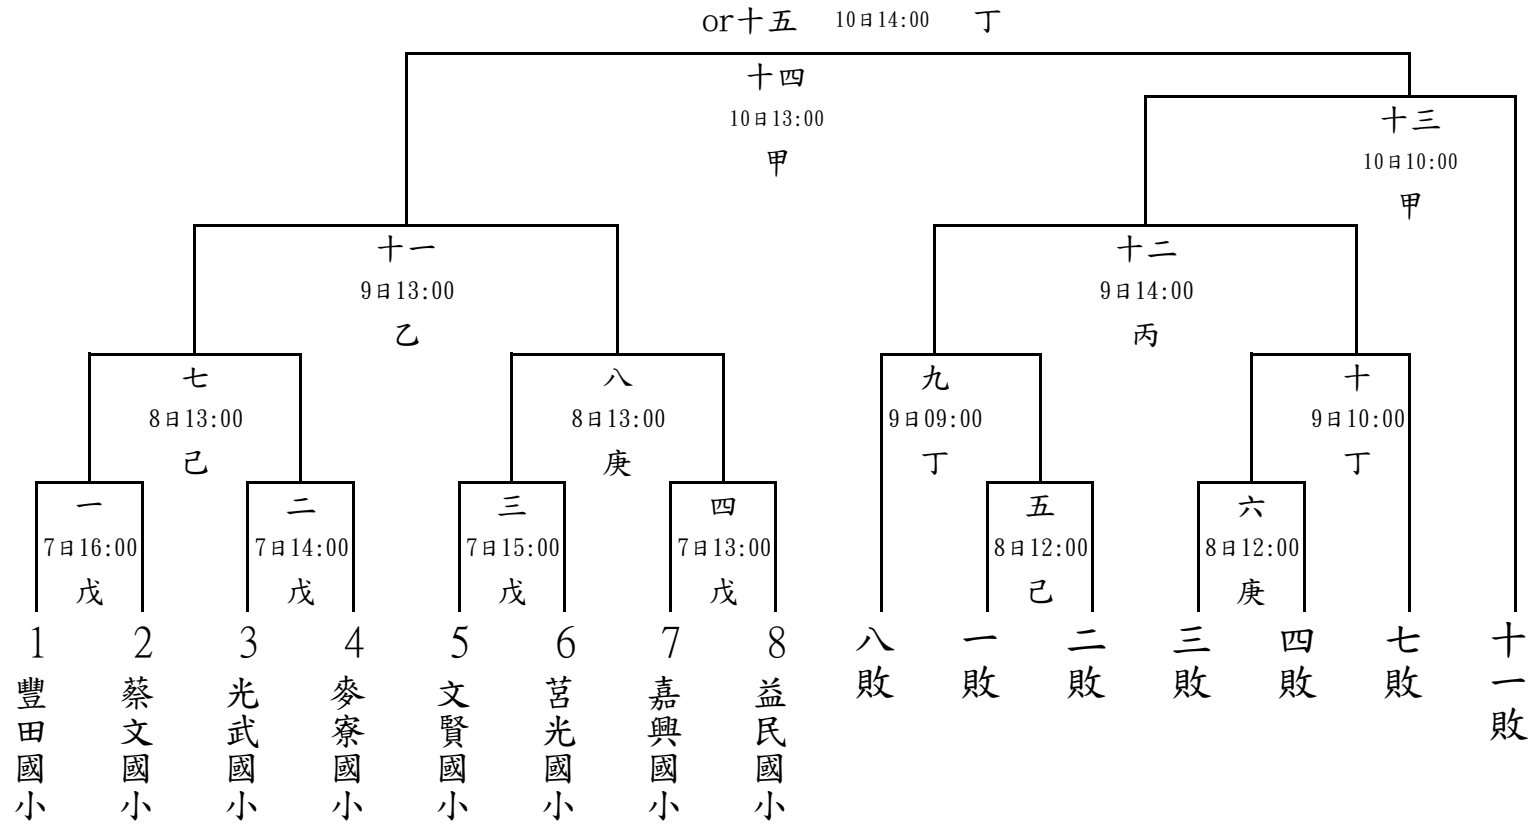 or十五 10日14:00 丁
十四
10日13:00
甲
十三
10日10:00
甲
十一
9日13:00
乙
十二
9日14:00
丙
七
8日13:00
己
八
8日13:00
庚
九
9日09:00
丁
十
9日10:00
丁
一
7日16:00
戊
二
7日14:00
戊
三
7日15:00
戊
四
7日13:00
戊
五
8日12:00
己
六
8日12:00
庚
1
豐田國小
2
蔡文國小
3
光武國小
4
麥寮國小
5
文賢國小
6
莒光國小
7
嘉興國小
8
益民國小
八敗
一敗
二敗
三敗
四敗
七敗
十一敗